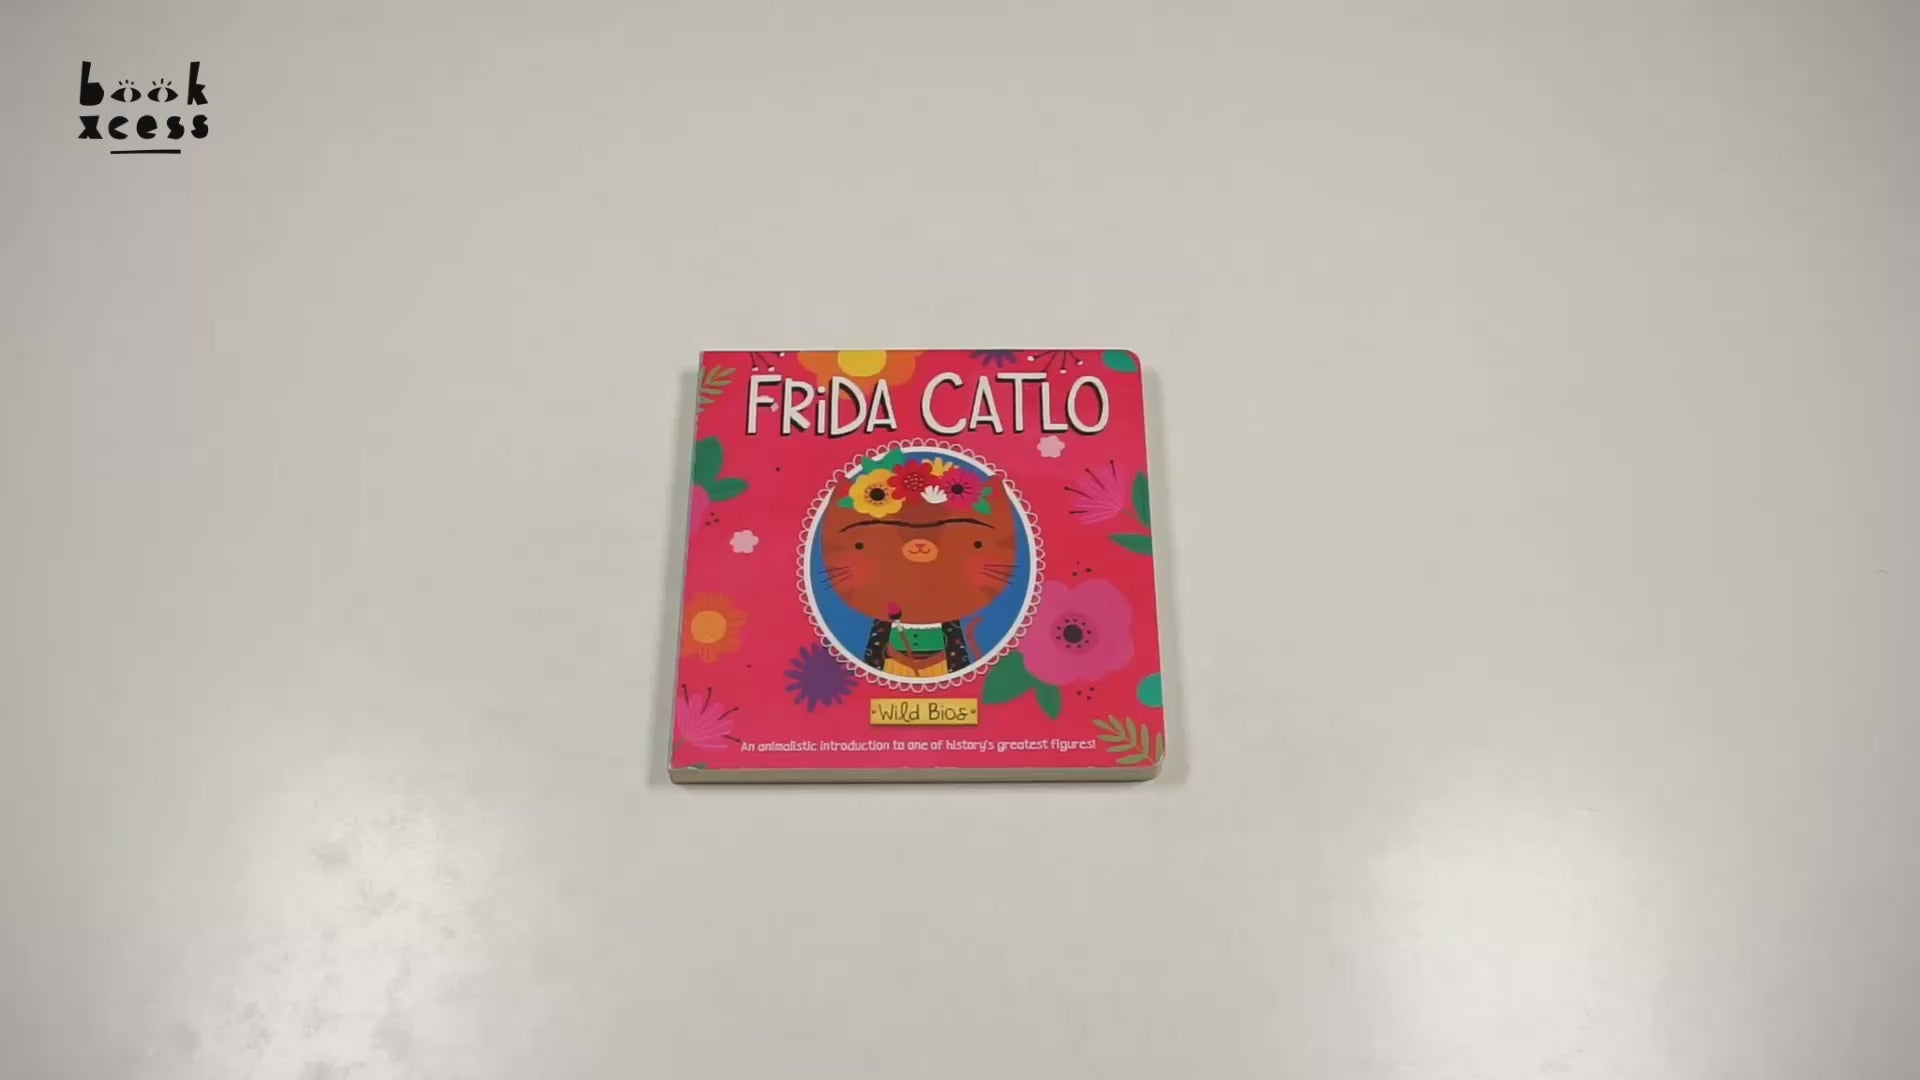 book
xcess
FRiDA CATLO
Wild Bios
An animalistic introduction to one of history's greatest figures!